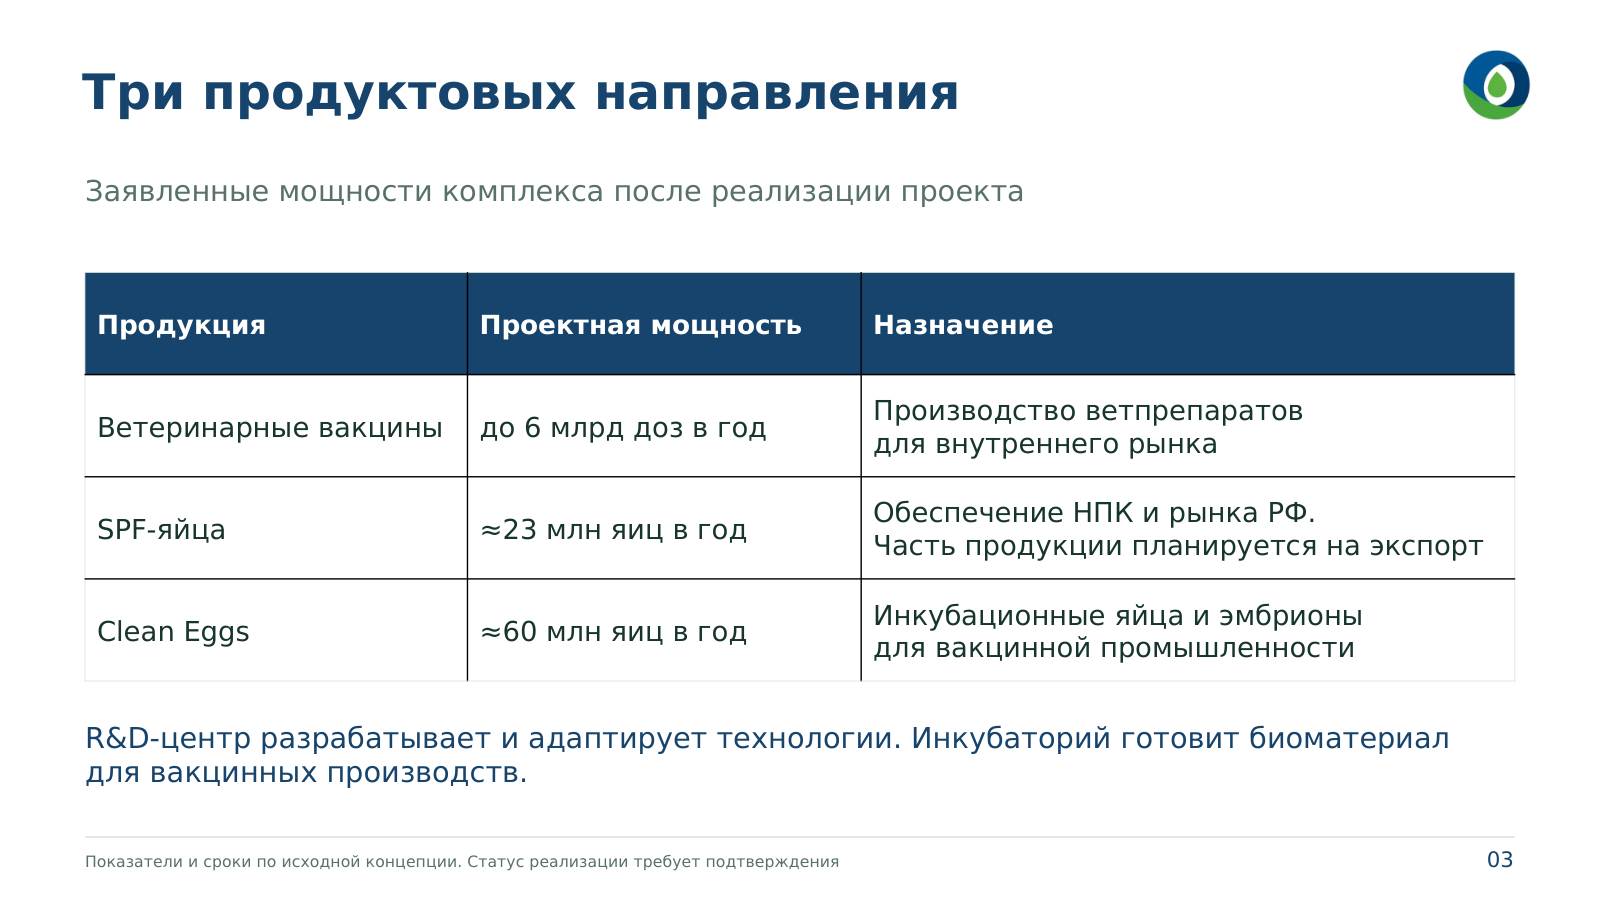 Три продуктовых направления
Заявленные мощности комплекса после реализации проекта
Продукция
Проектная мощность
Назначение
Ветеринарные вакцины
до 6 млрд доз в год
Производство ветпрепаратов
для внутреннего рынка
SPF-яйца
≈23 млн яиц в год
Обеспечение НПК и рынка РФ.
Часть продукции планируется на экспорт
Clean Eggs
≈60 млн яиц в год
Инкубационные яйца и эмбрионы
для вакцинной промышленности
R&D-центр разрабатывает и адаптирует технологии. Инкубаторий готовит биоматериал
для вакцинных производств.
Показатели и сроки по исходной концепции. Статус реализации требует подтверждения
03